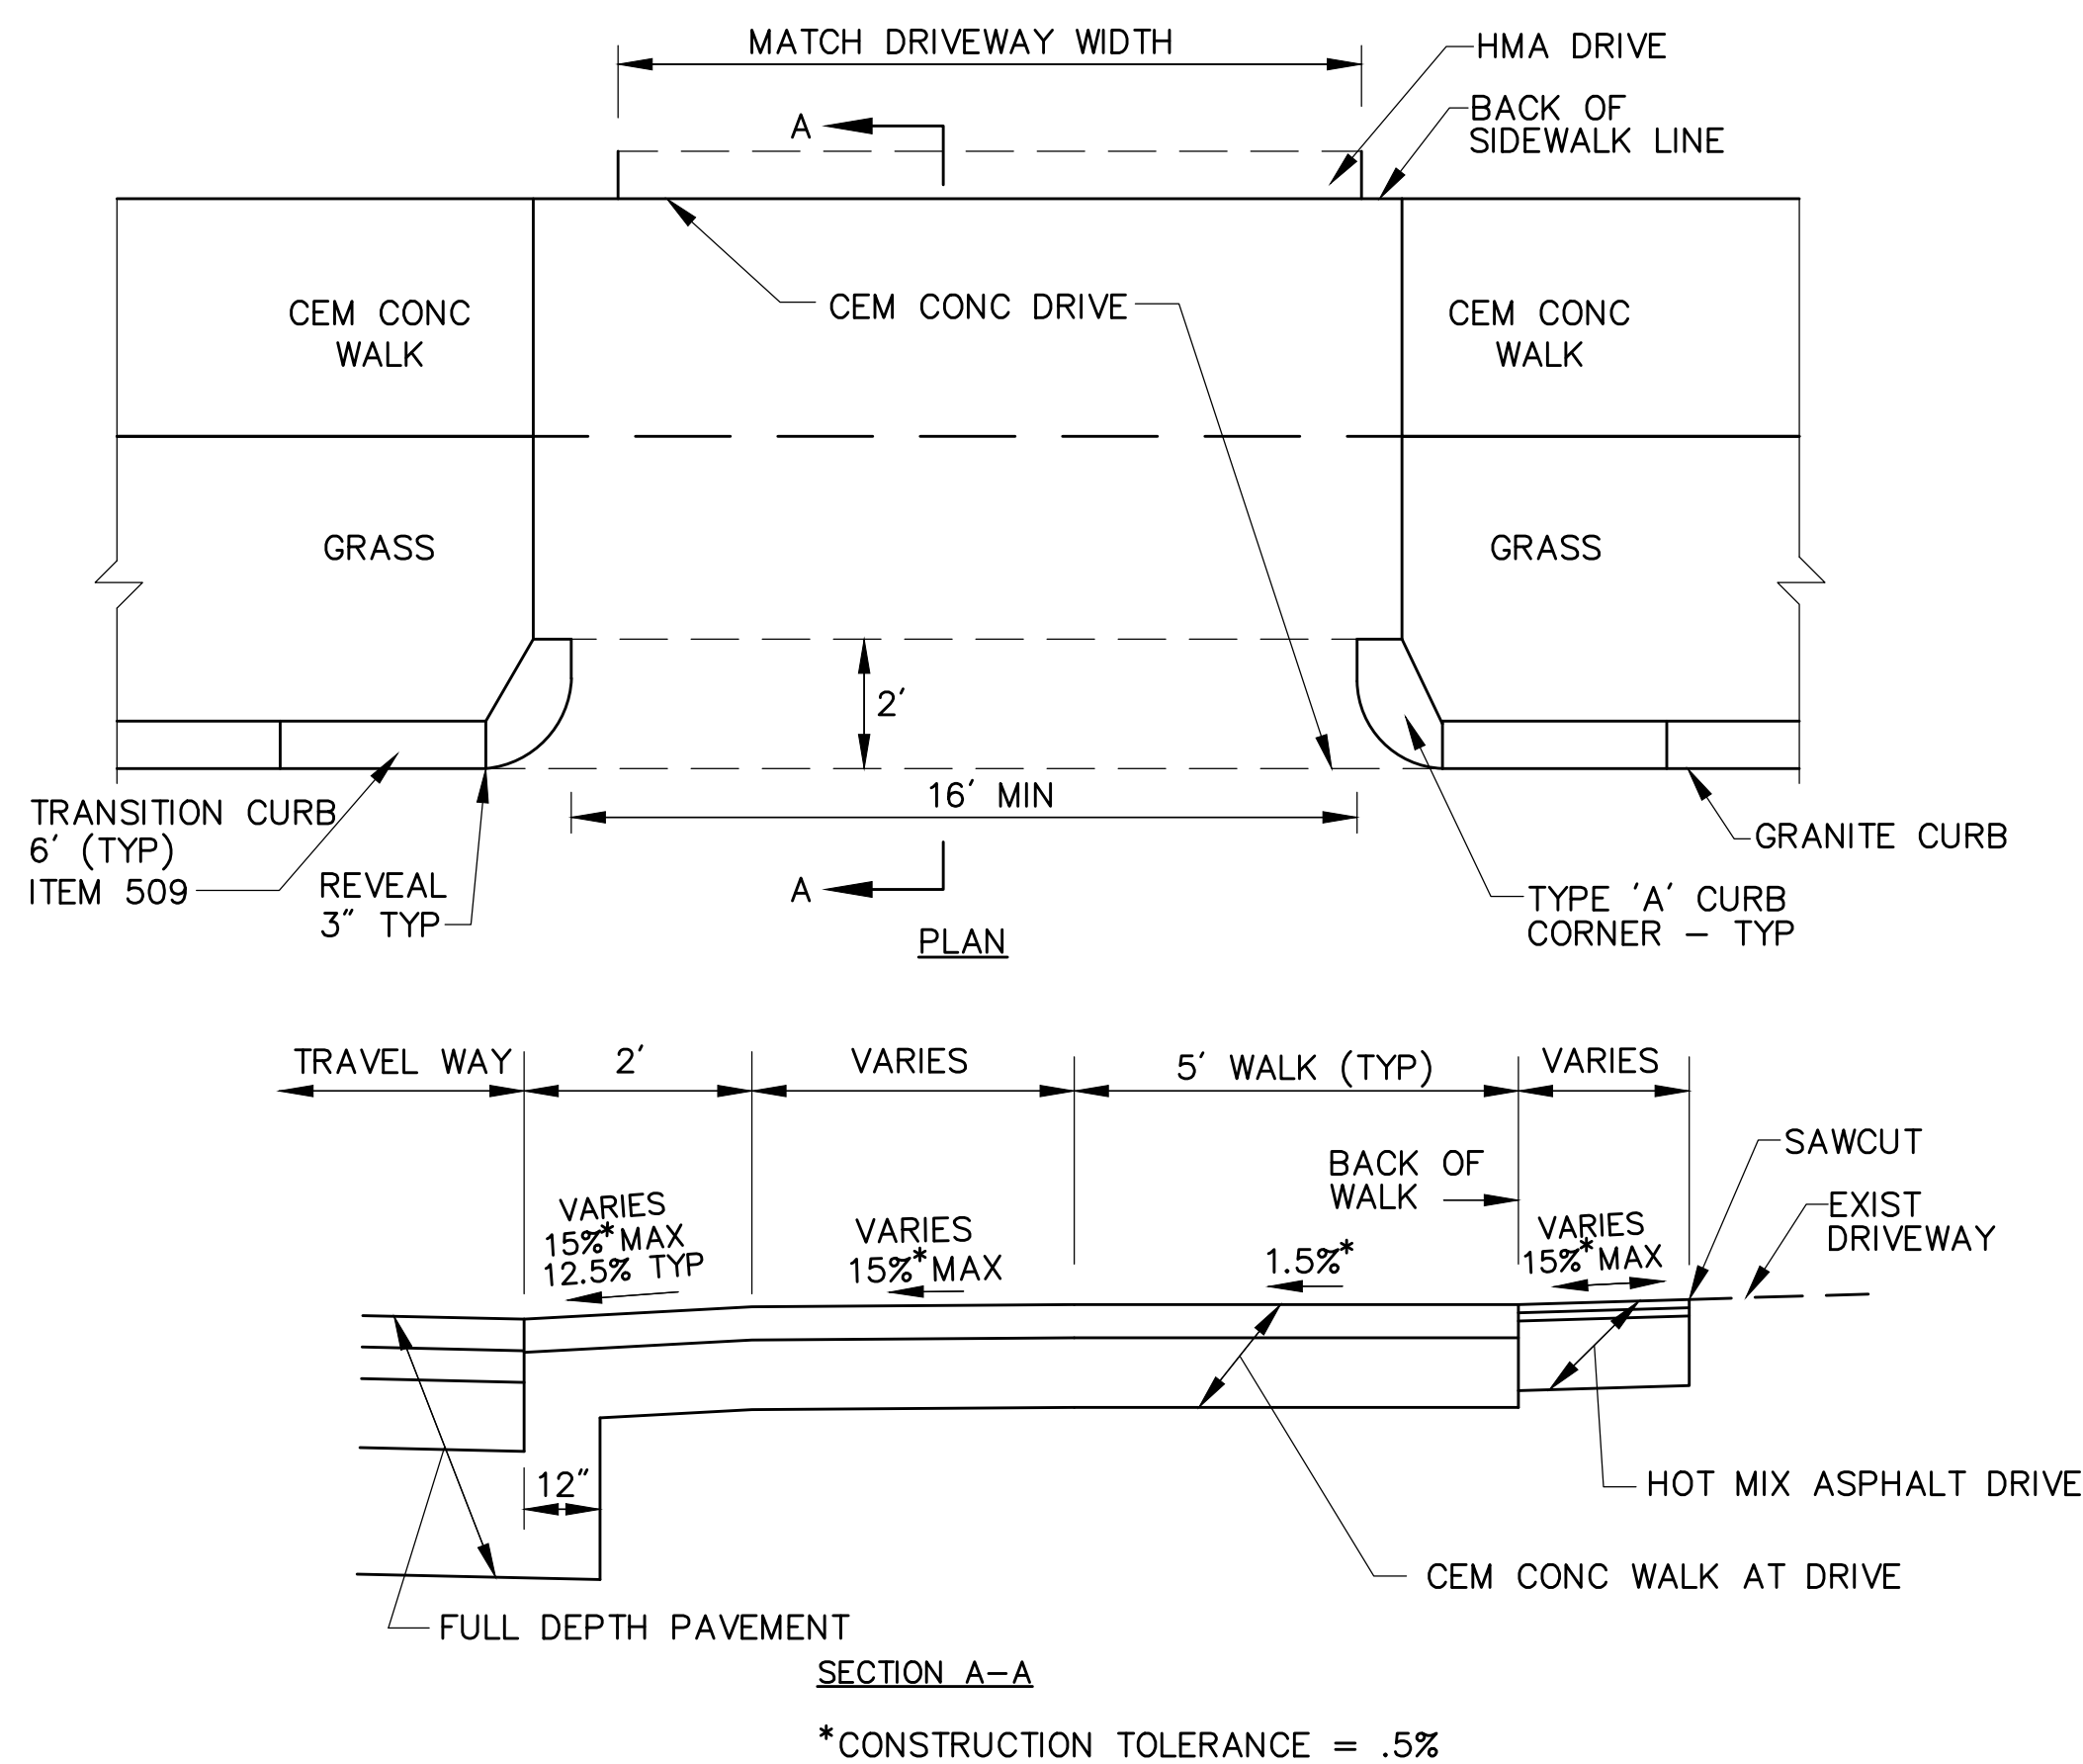 MATCH DRIVEWAY WIDTH
HMA DRIVE
BACK OF
SIDEWALK LINE
A
CEM CONC
WALK
CEM CONC DRIVE
CEM CONC
WALK
GRASS
GRASS
2'
16' MIN
TRANSITION CURB
6' (TYP)
ITEM 509
REVEAL
3" TYP
A
GRANITE CURB
TYPE 'A' CURB
CORNER – TYP
PLAN
TRAVEL WAY
2'
VARIES
5' WALK (TYP)
VARIES
SAWCUT
BACK OF
WALK
EXIST
DRIVEWAY
VARIES
15%*MAX
12.5% TYP
VARIES
15%*MAX
1.5%*
VARIES
15%*MAX
12"
HOT MIX ASPHALT DRIVE
CEM CONC WALK AT DRIVE
FULL DEPTH PAVEMENT
SECTION A–A
*CONSTRUCTION TOLERANCE = .5%